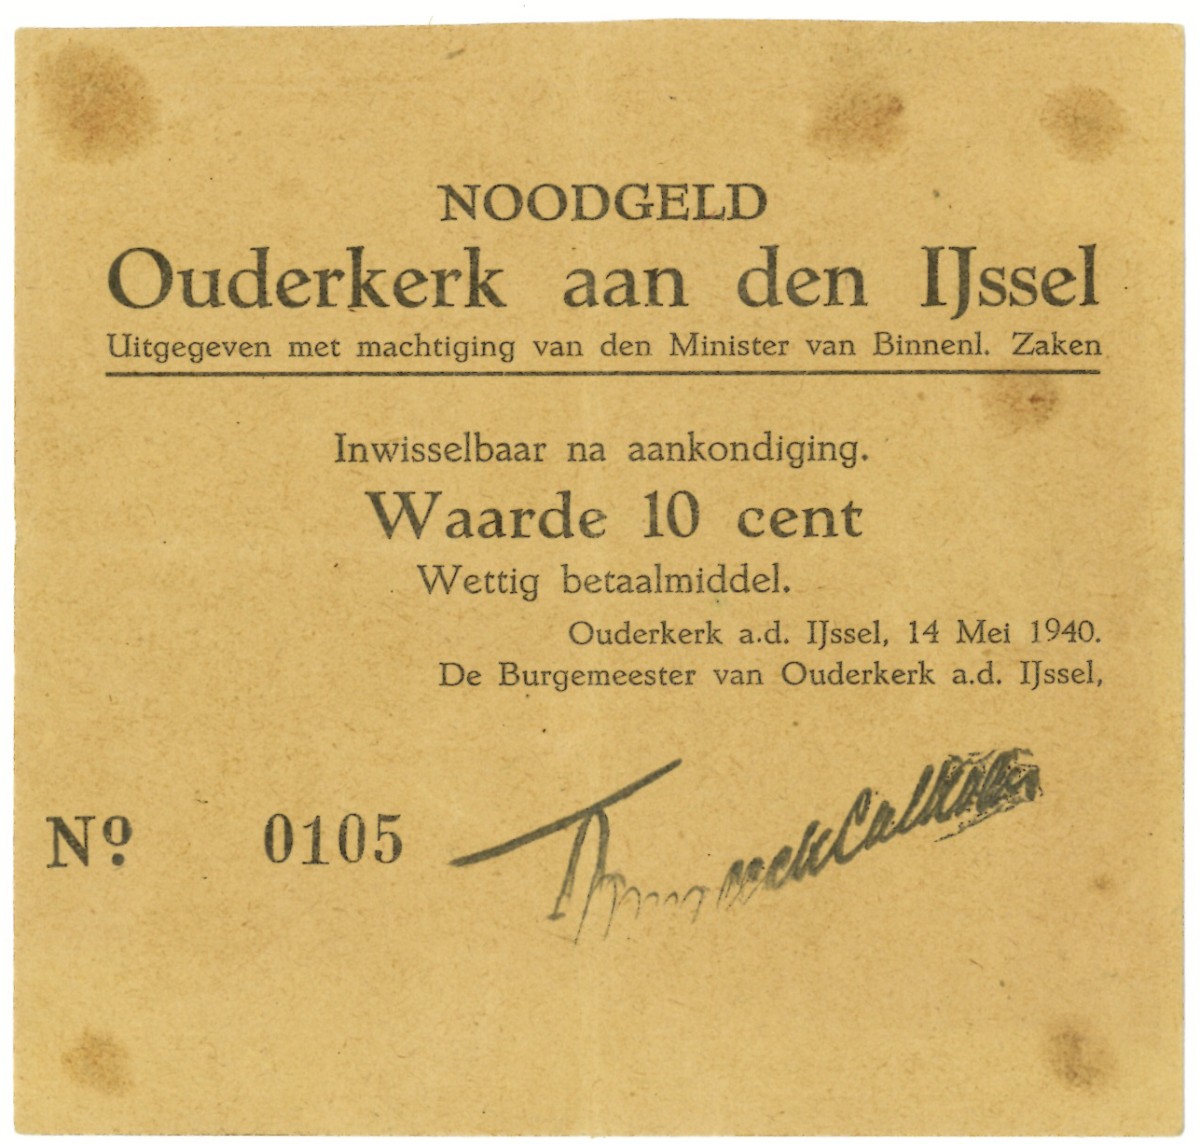 NOODGELD
Ouderkerk aan den IJssel
Uitgegeven met machtiging van den Minister van Binnenl. Zaken
Inwisselbaar na aankondiging.
Waarde 10 cent
Wettig betaalmiddel.
Ouderkerk a.d. IJssel, 14 Mei 1940.
De Burgemeester van Ouderkerk a.d. IJssel,
Nº. 0105